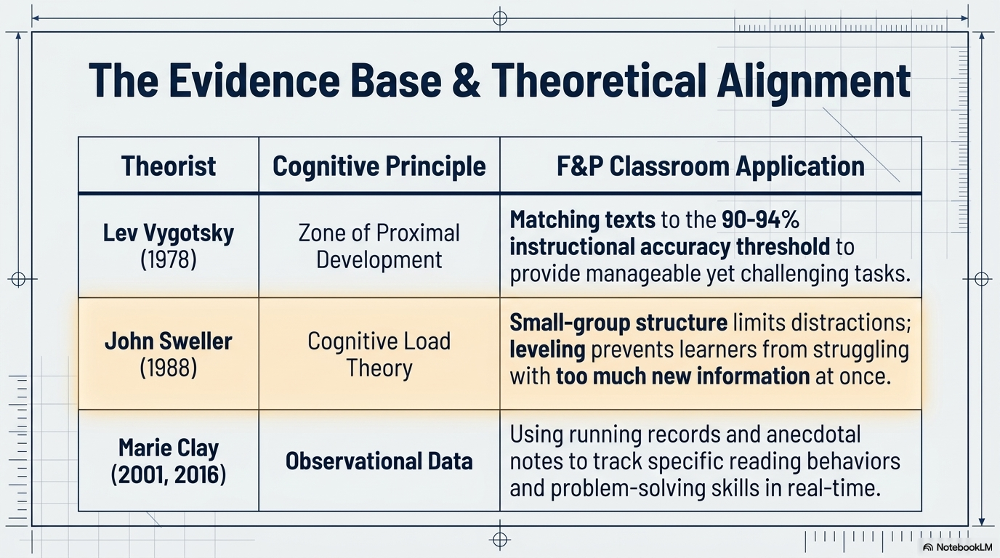 The Evidence Base & Theoretical Alignment
Theorist
Cognitive Principle
F&P Classroom Application
Lev Vygotsky
(1978)
Zone of Proximal
Development
Matching texts to the 90-94%
instructional accuracy threshold to
provide manageable yet challenging tasks.
John Sweller
(1988)
Cognitive Load
Theory
Small-group structure limits distractions;
leveling prevents learners from struggling
with too much new information at once.
Marie Clay
(2001, 2016)
Observational Data
Using running records and anecdotal
notes to track specific reading behaviors
and problem-solving skills in real-time.
NotebookLM